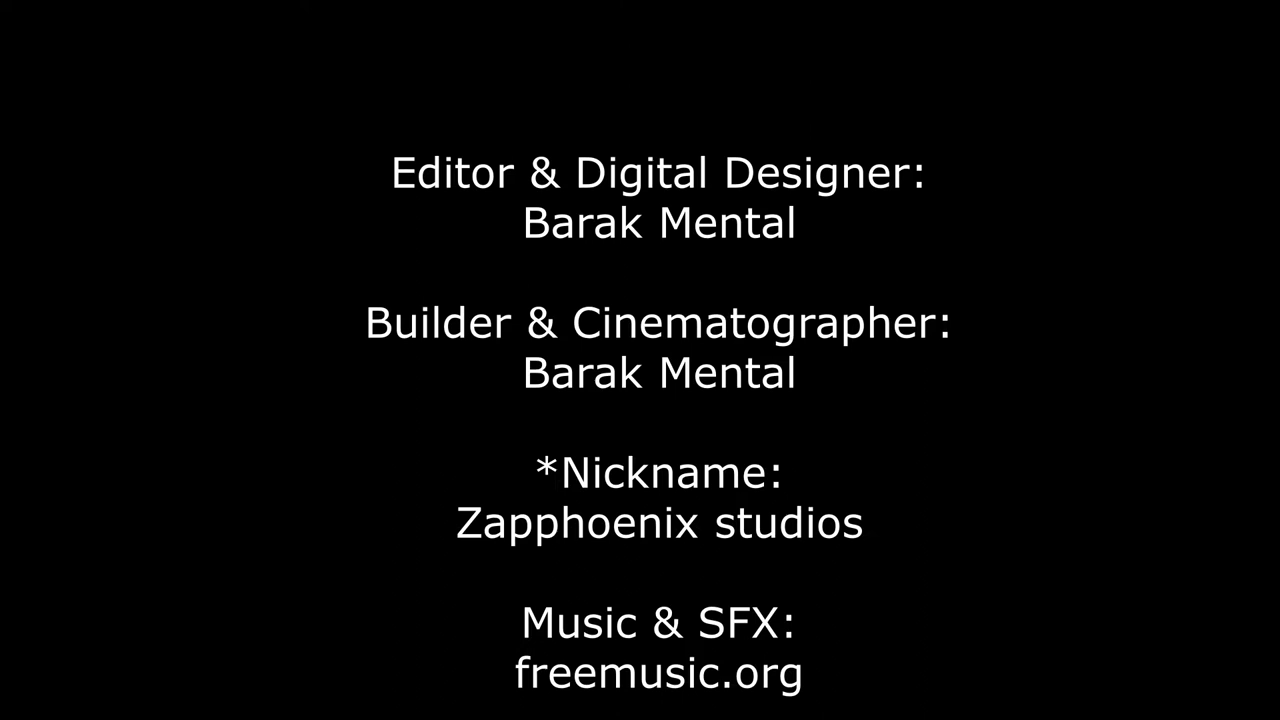 Editor & Digital Designer:
Barak Mental
Builder & Cinematographer:
Barak Mental
*Nickname:
Zapphoenix studios
Music & SFX:
freemusic.org